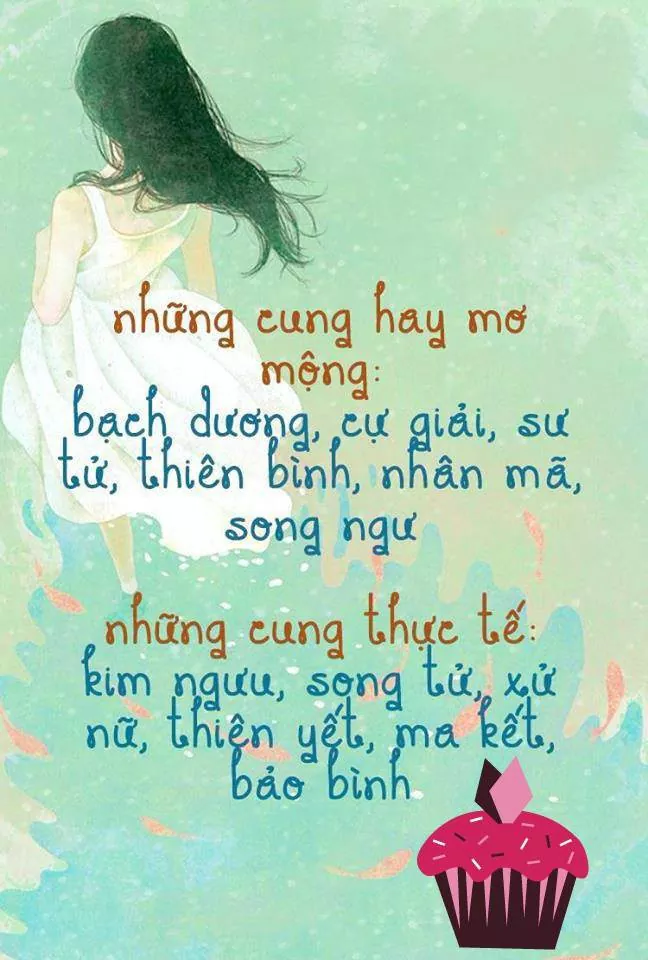 những cung hay mơ
mộng:
bạch dương, cự giải, sư
tử, thiên bình, nhân mã,
song ngư
những cung thực tế:
kim ngưu, song tử, xử
nữ, thiên yết, ma kết,
bảo bình